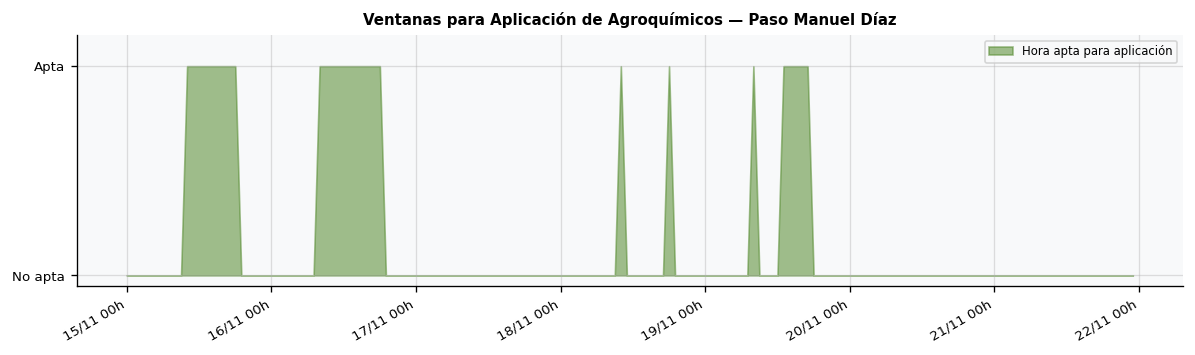 Ventanas para Aplicación de Agroquímicos — Paso Manuel Díaz
Hora apta para aplicación
Apta
No apta
15/11 00h
16/11 00h
17/11 00h
18/11 00h
19/11 00h
20/11 00h
21/11 00h
22/11 00h